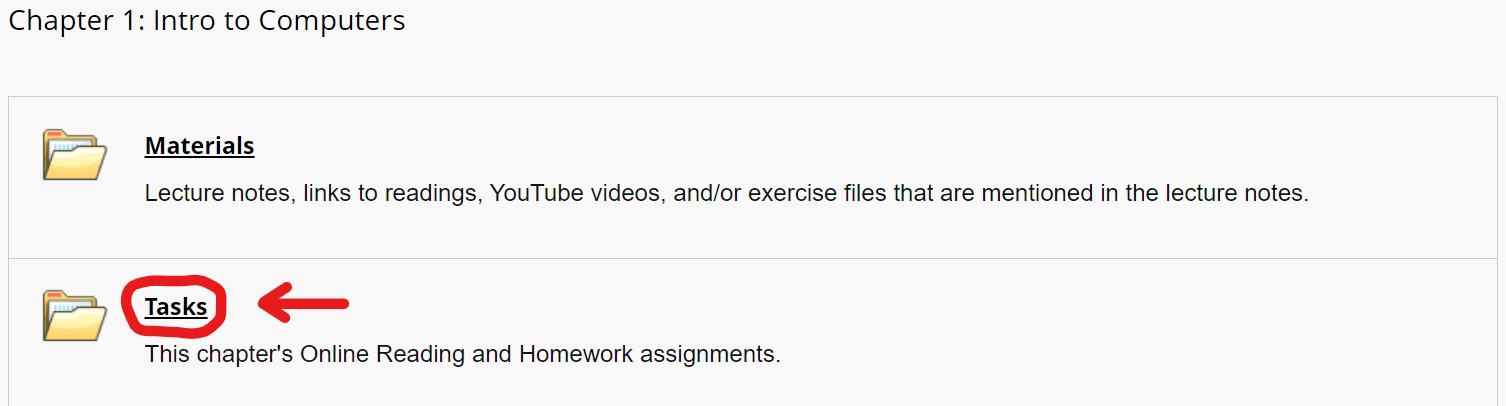 Chapter 1: Intro to Computers
Materials
Lecture notes, links to readings, YouTube videos, and/or exercise files that are mentioned in the lecture notes.
Tasks
This chapter's Online Reading and Homework assignments.